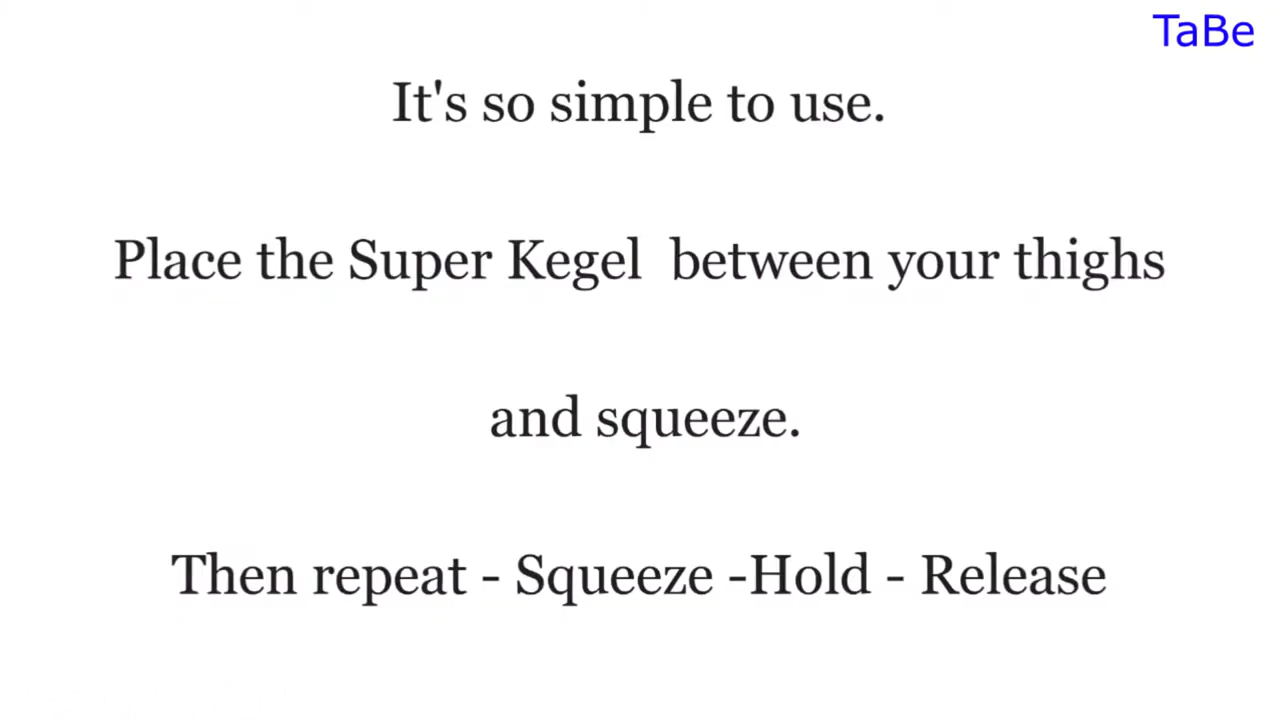 TaBe
It's so simple to use.
Place the Super Kegel  between your thighs
and squeeze.
Then repeat - Squeeze -Hold - Release